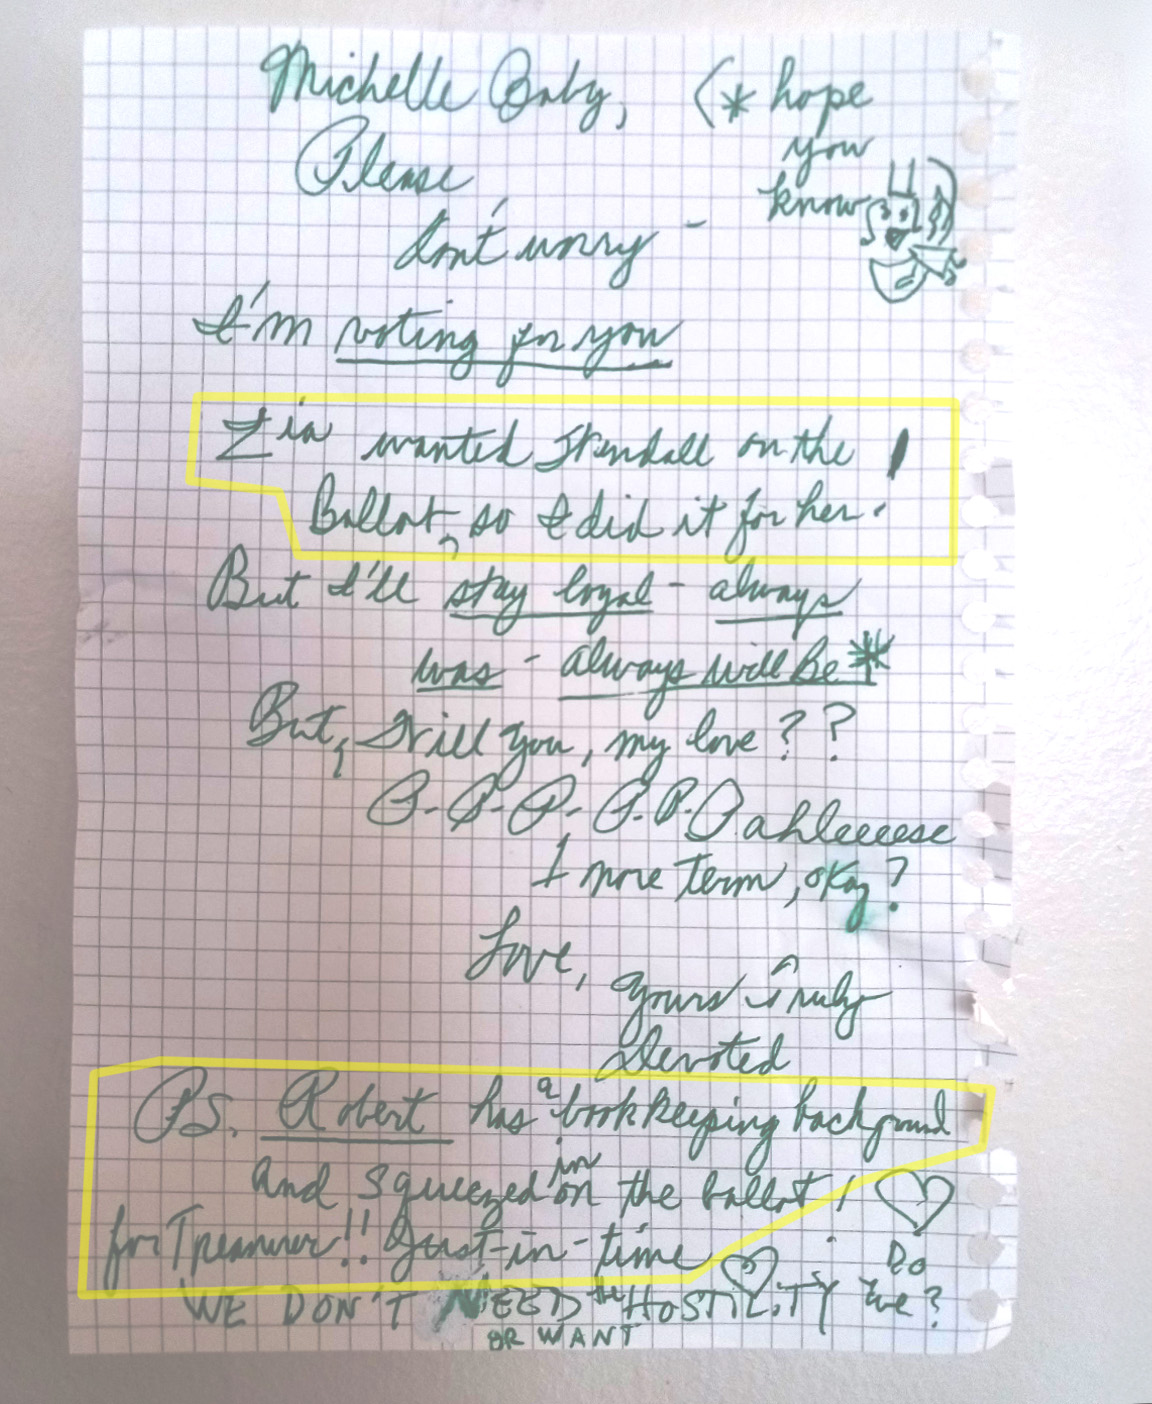 Michelle Baby, (* hope
you
know
Please
don't worry -
I'm voting for you
Zia wanted Kendall on the
Ballot, so I did it for her!
But I'll stay loyal - always
was - always will Be *
But, Will you, my love ? ?
P. P. P. P. P. Pahleeeese
1 more Term, okay?
Love,
Yours Truly
Devoted
PS. Robert has a bookkeeping background
And squeezed in on the ballot!
for Treasurer!! Just-in-time
WE DON'T NEED the HOSTILITY Do we?
OR WANT